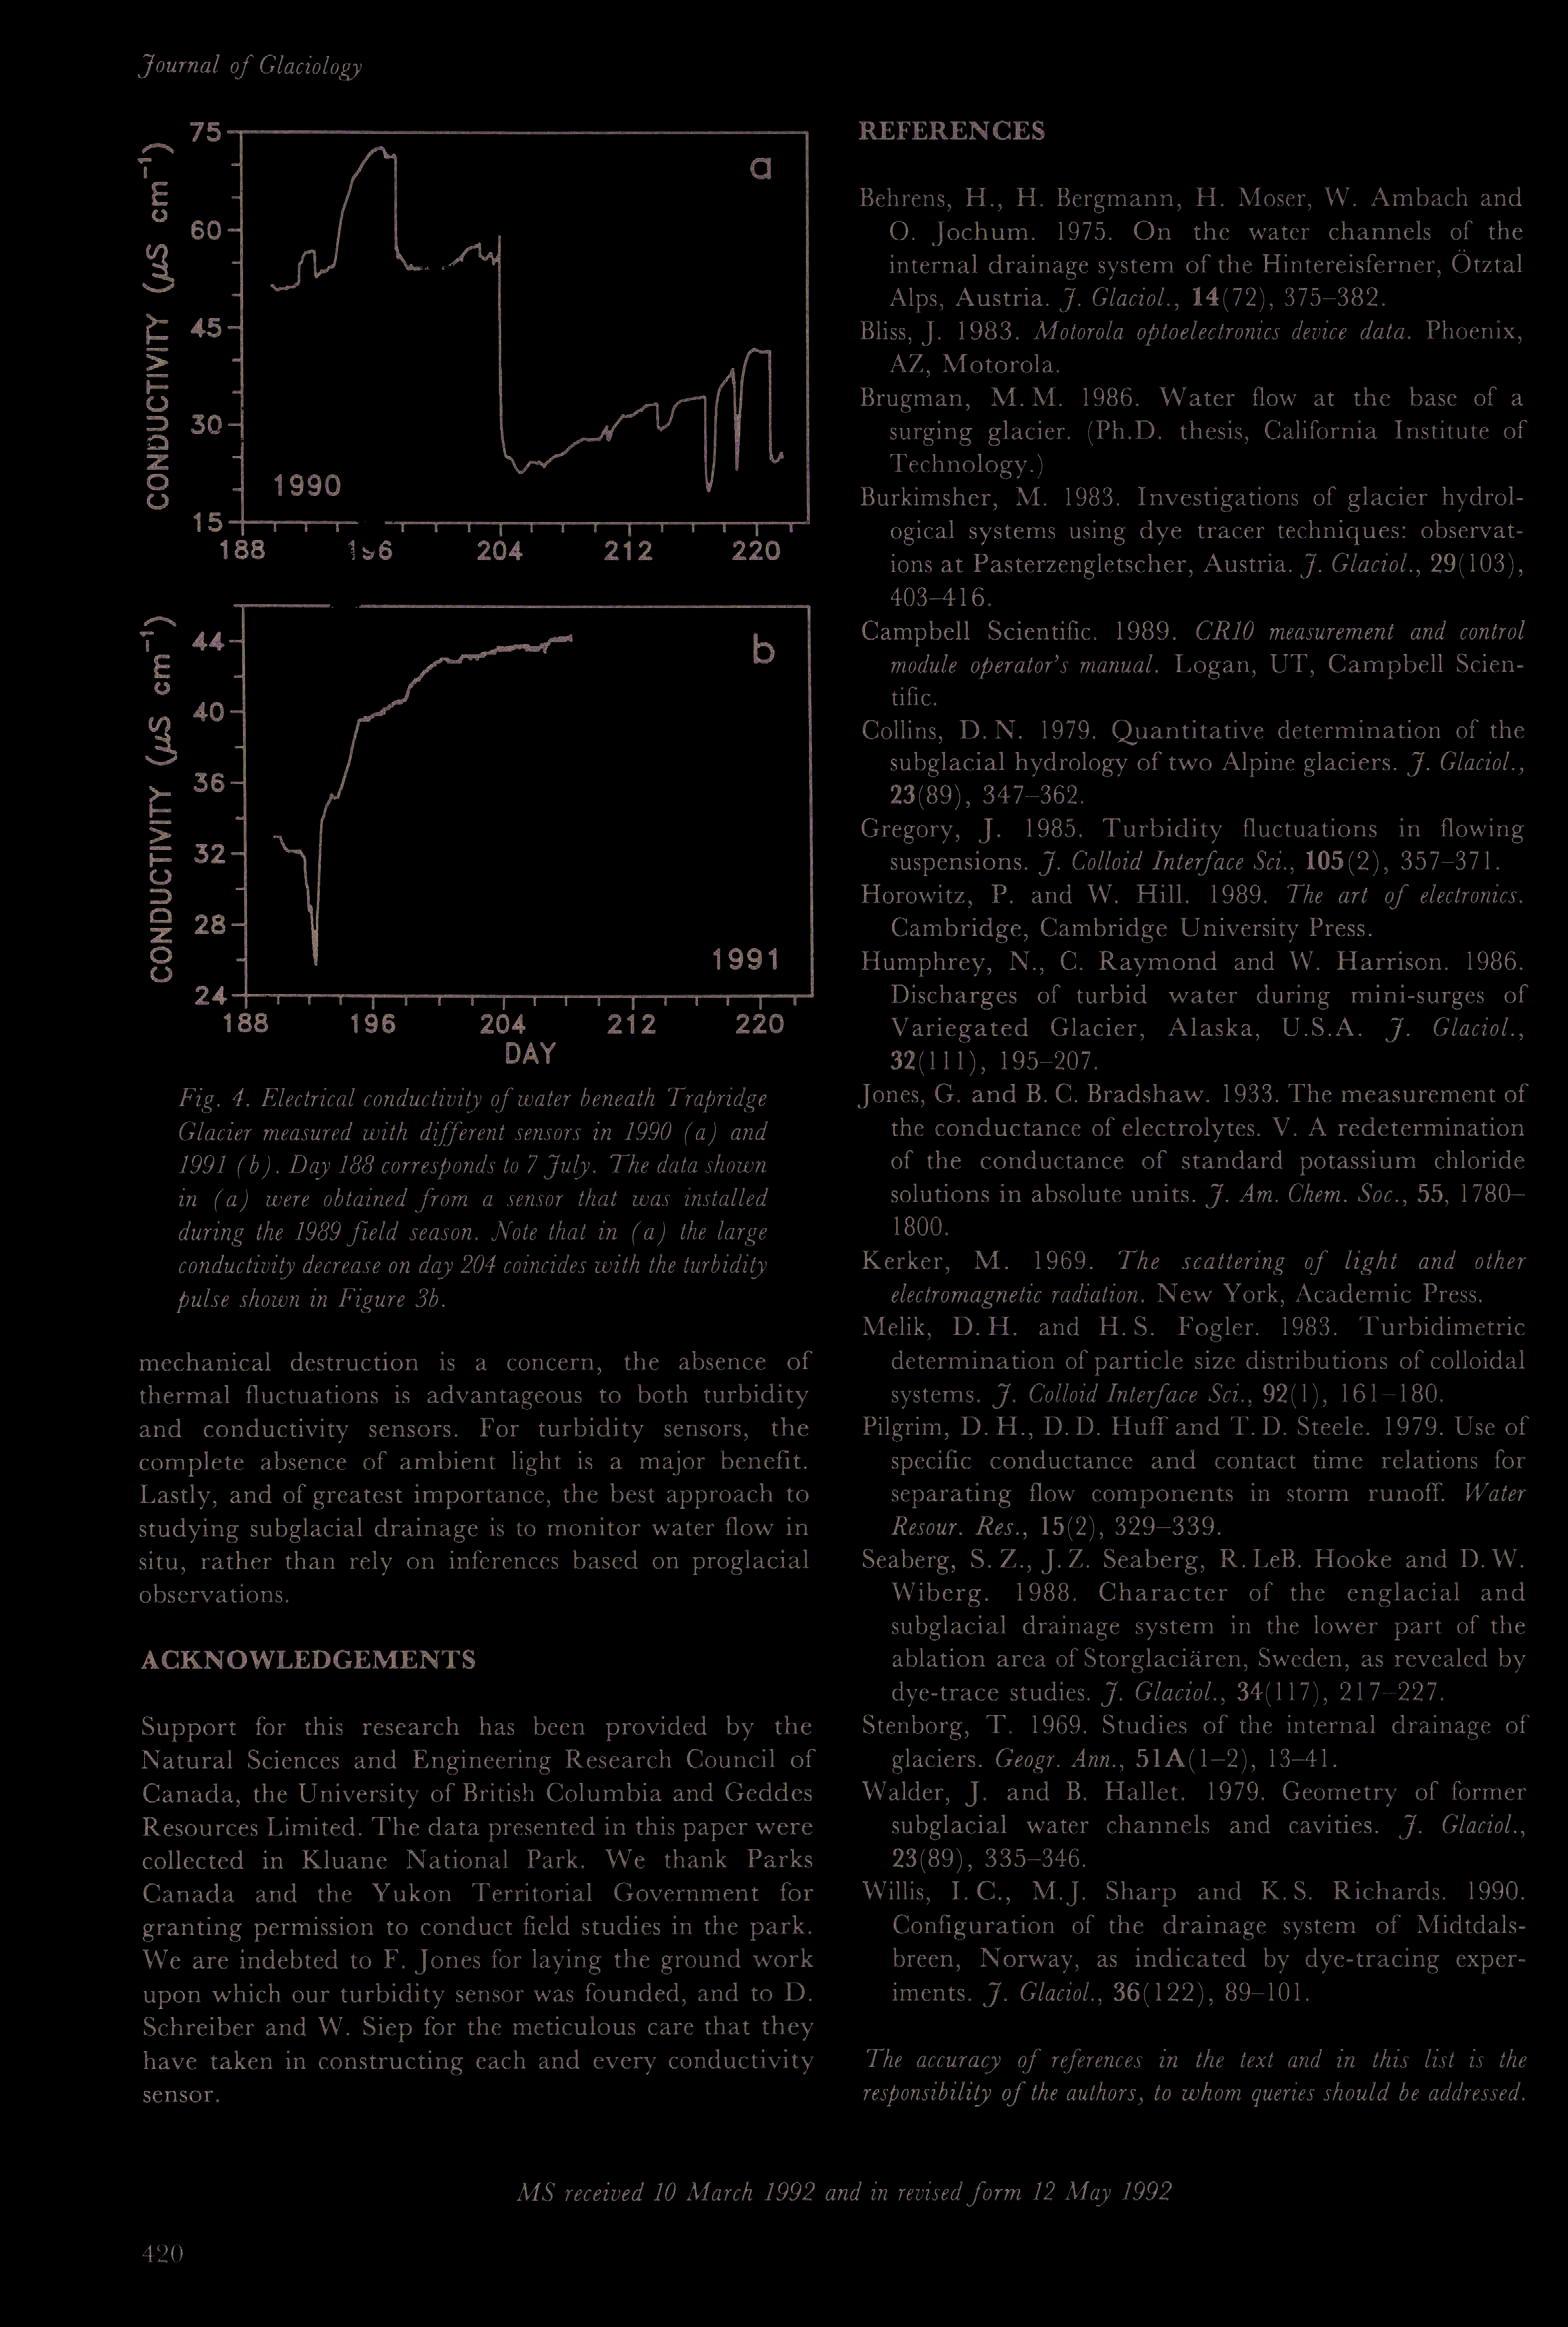 Journal of Glaciology
75
60
45
30
15
CONDUCTIVITY (µS cm⁻¹)
a
1990
188 196 204 212 220
44
40
36
32
28
24
CONDUCTIVITY (µS cm⁻¹)
b
1991
188 196 204 212 220
DAY
Fig. 4. Electrical conductivity of water beneath Trapridge
Glacier measured with different sensors in 1990 (a) and
1991 (b). Day 188 corresponds to 7 July. The data shown
in (a) were obtained from a sensor that was installed
during the 1989 field season. Note that in (a) the large
conductivity decrease on day 204 coincides with the turbidity
pulse shown in Figure 3b.
mechanical destruction is a concern, the absence of
thermal fluctuations is advantageous to both turbidity
and conductivity sensors. For turbidity sensors, the
complete absence of ambient light is a major benefit.
Lastly, and of greatest importance, the best approach to
studying subglacial drainage is to monitor water flow in
situ, rather than rely on inferences based on proglacial
observations.
ACKNOWLEDGEMENTS
Support for this research has been provided by the
Natural Sciences and Engineering Research Council of
Canada, the University of British Columbia and Geddes
Resources Limited. The data presented in this paper were
collected in Kluane National Park. We thank Parks
Canada and the Yukon Territorial Government for
granting permission to conduct field studies in the park.
We are indebted to F. Jones for laying the ground work
upon which our turbidity sensor was founded, and to D.
Schreiber and W. Siep for the meticulous care that they
have taken in constructing each and every conductivity
sensor.
REFERENCES
Behrens, H., H. Bergmann, H. Moser, W. Ambach and
O. Jochum. 1975. On the water channels of the
internal drainage system of the Hintereisferner, Ötztal
Alps, Austria. J. Glaciol., 14(72), 375–382.
Bliss, J. 1983. Motorola optoelectronics device data. Phoenix,
AZ, Motorola.
Brugman, M. M. 1986. Water flow at the base of a
surging glacier. (Ph.D. thesis, California Institute of
Technology.)
Burkimsher, M. 1983. Investigations of glacier hydrol-
ogical systems using dye tracer techniques: observat-
ions at Pasterzengletscher, Austria. J. Glaciol., 29(103),
403–416.
Campbell Scientific. 1989. CR10 measurement and control
module operator's manual. Logan, UT, Campbell Scien-
tific.
Collins, D. N. 1979. Quantitative determination of the
subglacial hydrology of two Alpine glaciers. J. Glaciol.,
23(89), 347–362.
Gregory, J. 1985. Turbidity fluctuations in flowing
suspensions. J. Colloid Interface Sci., 105(2), 357–371.
Horowitz, P. and W. Hill. 1989. The art of electronics.
Cambridge, Cambridge University Press.
Humphrey, N., C. Raymond and W. Harrison. 1986.
Discharges of turbid water during mini-surges of
Variegated Glacier, Alaska, U.S.A. J. Glaciol.,
32(111), 195–207.
Jones, G. and B. C. Bradshaw. 1933. The measurement of
the conductance of electrolytes. V. A redetermination
of the conductance of standard potassium chloride
solutions in absolute units. J. Am. Chem. Soc., 55, 1780–
1800.
Kerker, M. 1969. The scattering of light and other
electromagnetic radiation. New York, Academic Press.
Melik, D. H. and H. S. Fogler. 1983. Turbidimetric
determination of particle size distributions of colloidal
systems. J. Colloid Interface Sci., 92(1), 161–180.
Pilgrim, D. H., D. D. Huff and T. D. Steele. 1979. Use of
specific conductance and contact time relations for
separating flow components in storm runoff. Water
Resour. Res., 15(2), 329–339.
Seaberg, S. Z., J. Z. Seaberg, R. LeB. Hooke and D. W.
Wiberg. 1988. Character of the englacial and
subglacial drainage system in the lower part of the
ablation area of Storglaciären, Sweden, as revealed by
dye-trace studies. J. Glaciol., 34(117), 217–227.
Stenborg, T. 1969. Studies of the internal drainage of
glaciers. Geogr. Ann., 51A(1–2), 13–41.
Walder, J. and B. Hallet. 1979. Geometry of former
subglacial water channels and cavities. J. Glaciol.,
23(89), 335–346.
Willis, I. C., M. J. Sharp and K. S. Richards. 1990.
Configuration of the drainage system of Midtdals-
breen, Norway, as indicated by dye-tracing exper-
iments. J. Glaciol., 36(122), 89–101.
The accuracy of references in the text and in this list is the
responsibility of the authors, to whom queries should be addressed.
MS received 10 March 1992 and in revised form 12 May 1992
420